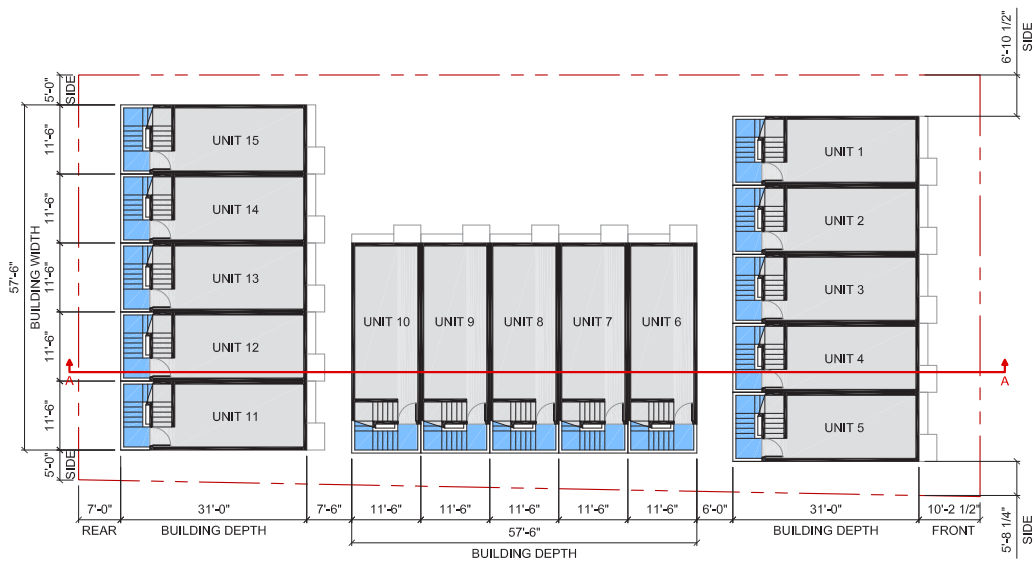 6'-10 1/2"
SIDE
5'-0"
SIDE
11'-6"
11'-6"
11'-6"
11'-6"
11'-6"
57'-6"
BUILDING WIDTH
5'-0"
SIDE
UNIT 15
UNIT 14
UNIT 13
UNIT 12
UNIT 11
UNIT 10
UNIT 9
UNIT 8
UNIT 7
UNIT 6
UNIT 1
UNIT 2
UNIT 3
UNIT 4
UNIT 5
A
A
7'-0"
31'-0"
7'-6"
11'-6"
11'-6"
11'-6"
11'-6"
11'-6"
6'-0"
31'-0"
10'-2 1/2"
REAR
BUILDING DEPTH
57'-6"
BUILDING DEPTH
FRONT
BUILDING DEPTH
5'-8 1/4"
SIDE